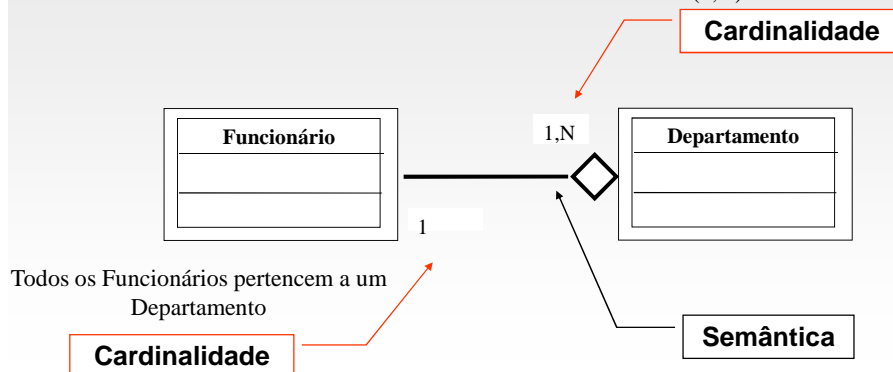 Cardinalidade
1,N
Funcionário
Departamento
1
Todos os Funcionários pertencem a um
Departamento
Semântica
Cardinalidade